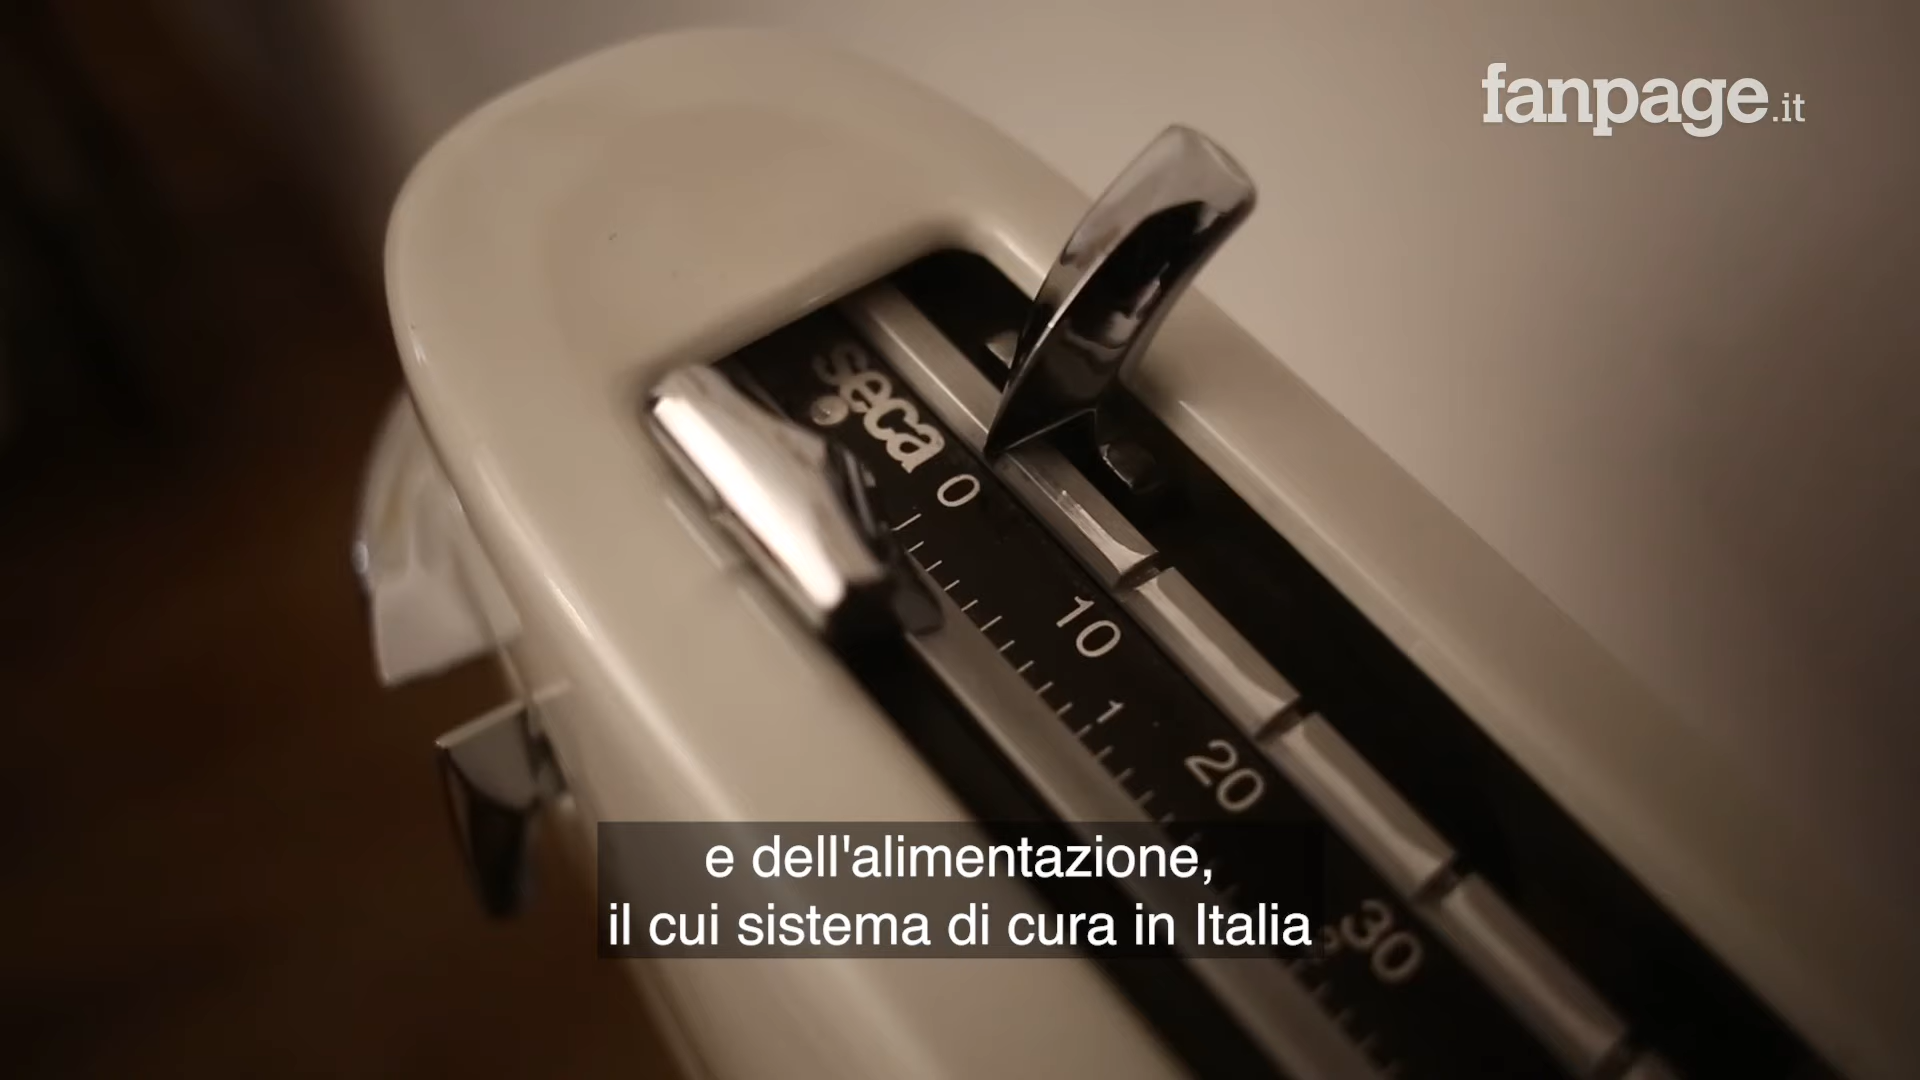 fanpage.it
seca
0
10
1
20
30
e dell'alimentazione,
il cui sistema di cura in Italia